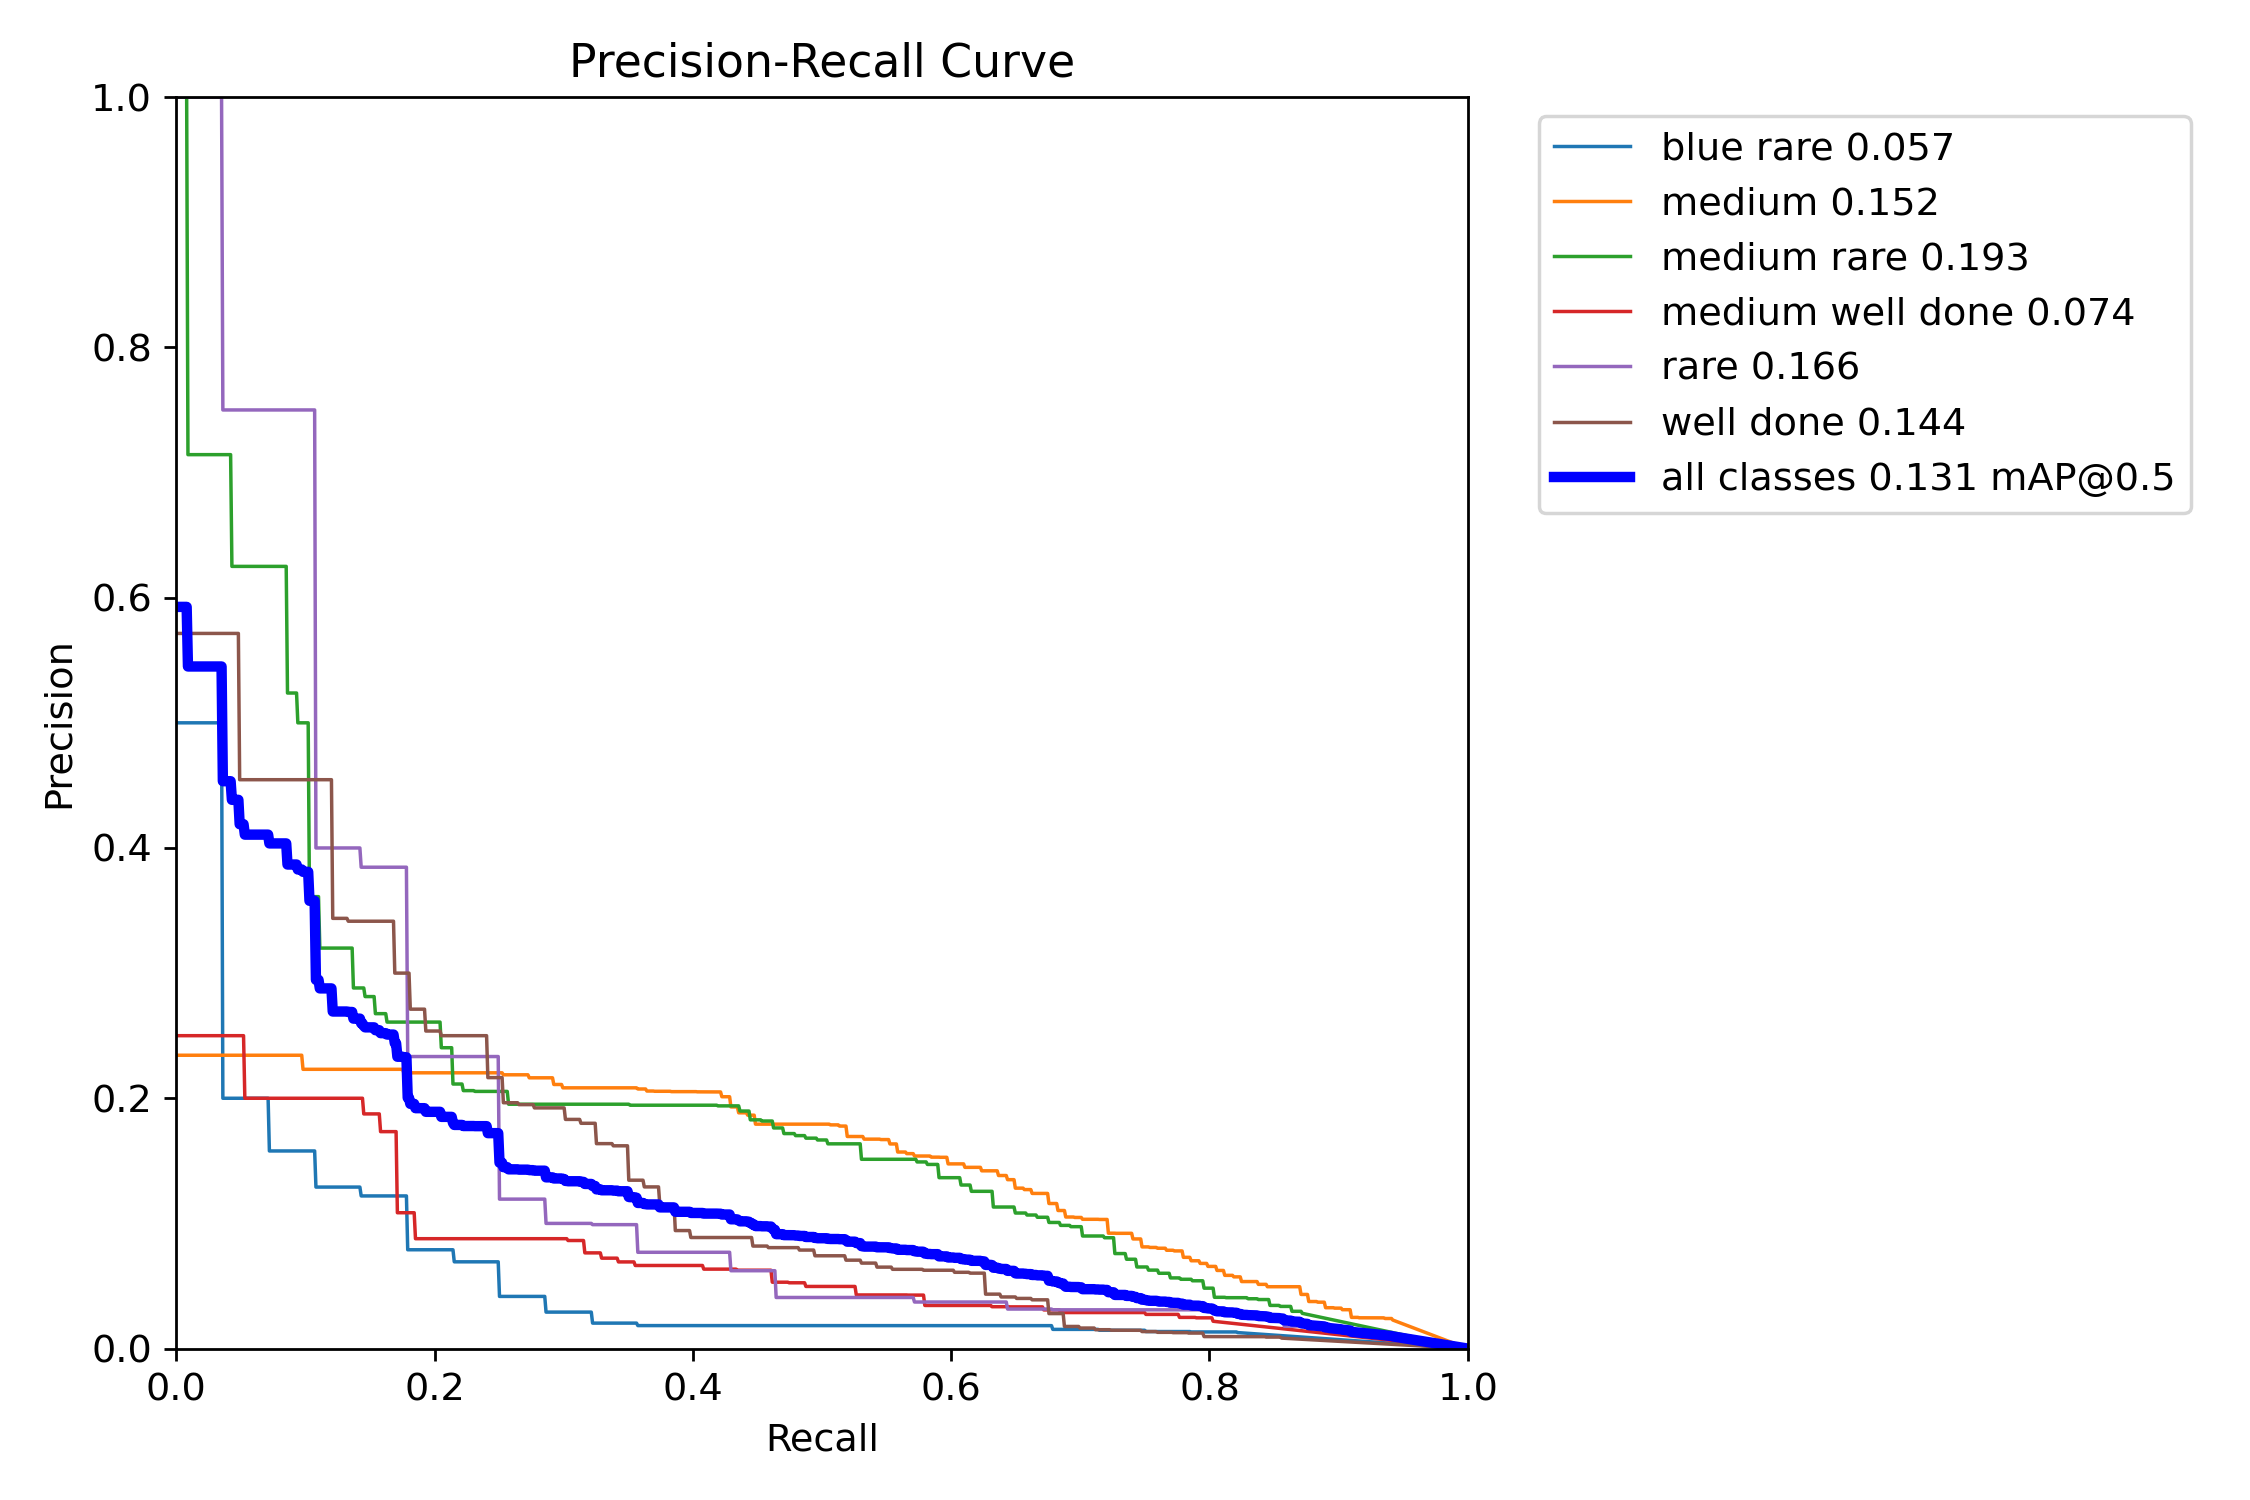 Precision-Recall Curve
1.0
0.8
0.6
0.4
0.2
0.0
Precision
0.0 0.2 0.4 0.6 0.8 1.0
Recall
blue rare 0.057
medium 0.152
medium rare 0.193
medium well done 0.074
rare 0.166
well done 0.144
all classes 0.131 mAP@0.5